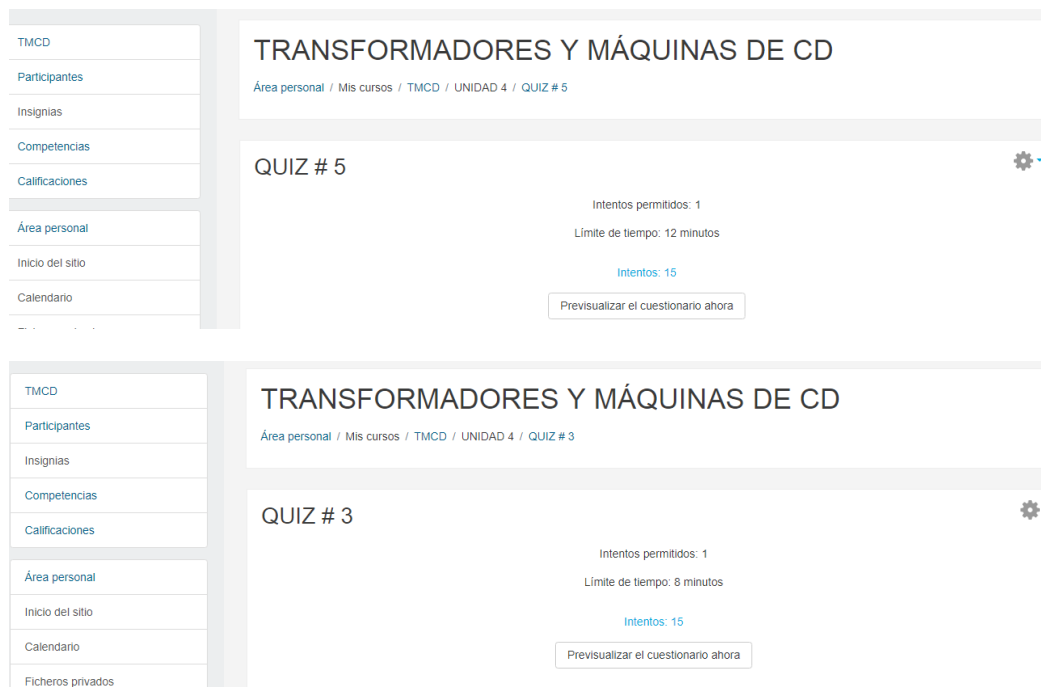 TMCD
Participantes
Insignias
Competencias
Calificaciones
Área personal
Inicio del sitio
Calendario
TRANSFORMADORES Y MÁQUINAS DE CD
Área personal / Mis cursos / TMCD / UNIDAD 4 / QUIZ # 5
QUIZ # 5
Intentos permitidos: 1
Límite de tiempo: 12 minutos
Intentos: 15
Previsualizar el cuestionario ahora
TMCD
Participantes
Insignias
Competencias
Calificaciones
Área personal
Inicio del sitio
Calendario
Ficheros privados
TRANSFORMADORES Y MÁQUINAS DE CD
Área personal / Mis cursos / TMCD / UNIDAD 4 / QUIZ # 3
QUIZ # 3
Intentos permitidos: 1
Límite de tiempo: 8 minutos
Intentos: 15
Previsualizar el cuestionario ahora